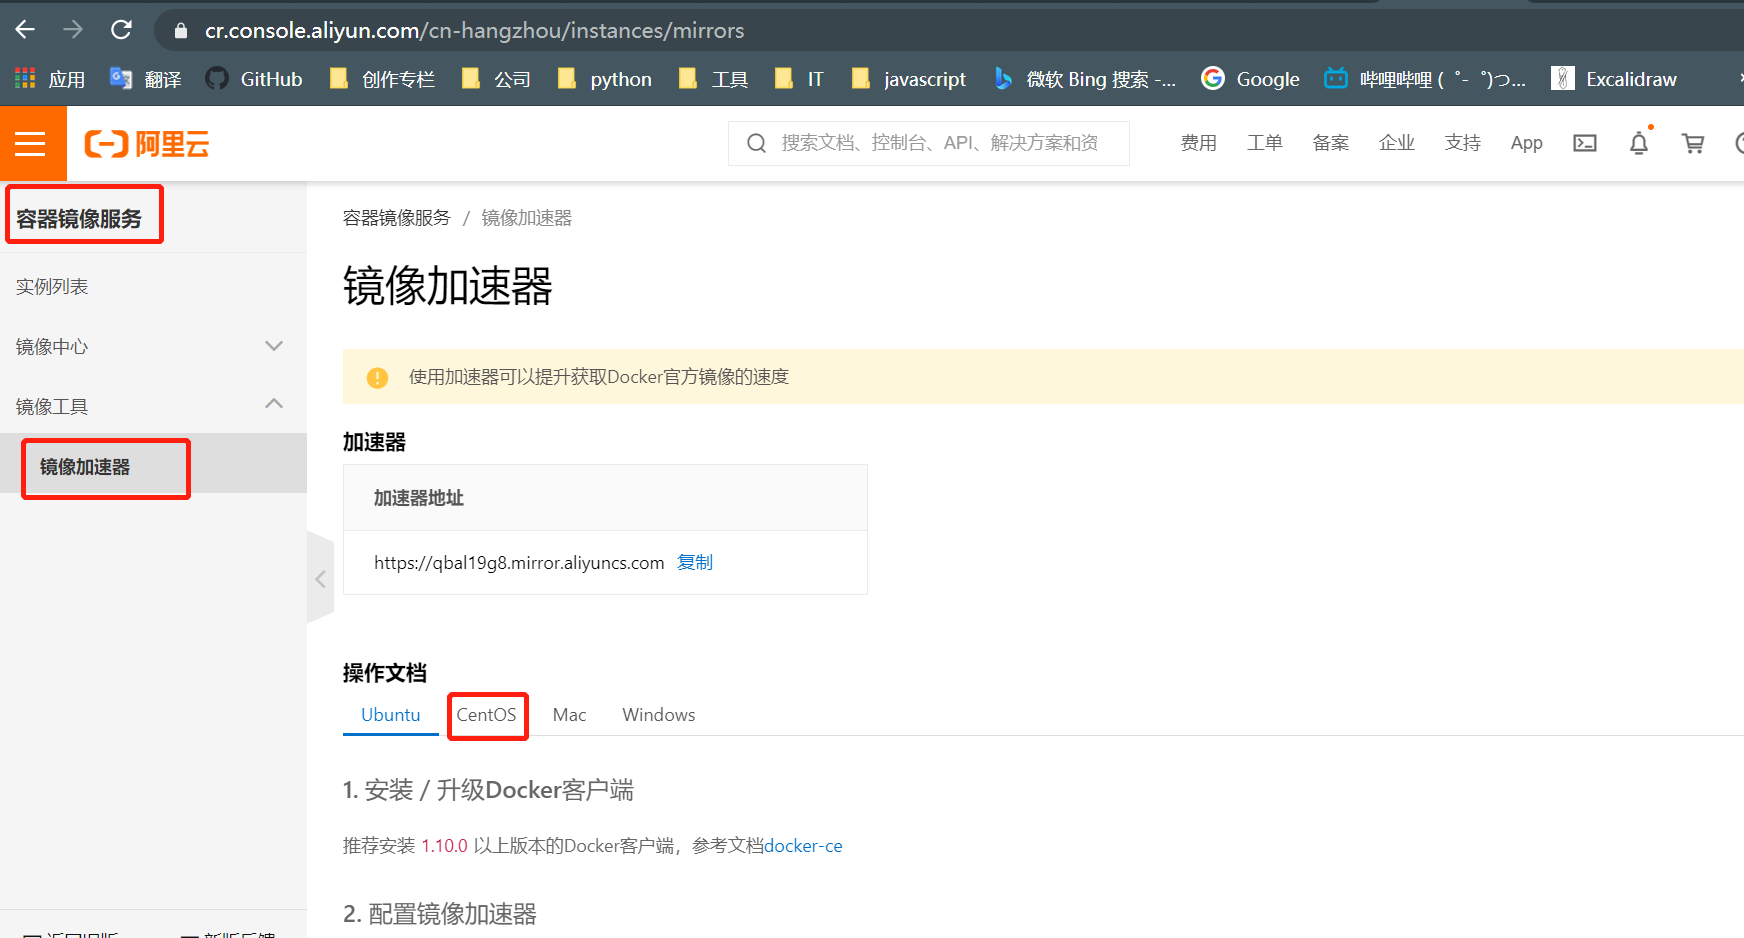 cr.console.aliyun.com/cn-hangzhou/instances/mirrors
应用 翻译 GitHub 创作专栏 公司 python 工具 IT javascript 微软 Bing 搜索 -... Google 哔哩哔哩 ( ゜- ゜)つ... Excalidraw
阿里云 搜索文档、控制台、API、解决方案和资 费用 工单 备案 企业 支持 App
容器镜像服务
实例列表
镜像中心
镜像工具
镜像加速器
容器镜像服务 / 镜像加速器
镜像加速器
使用加速器可以提升获取Docker官方镜像的速度
加速器
加速器地址
https://qbal19g8.mirror.aliyuncs.com 复制
操作文档
Ubuntu CentOS Mac Windows
1. 安装 / 升级Docker客户端
推荐安装 1.10.0 以上版本的Docker客户端，参考文档docker-ce
2. 配置镜像加速器